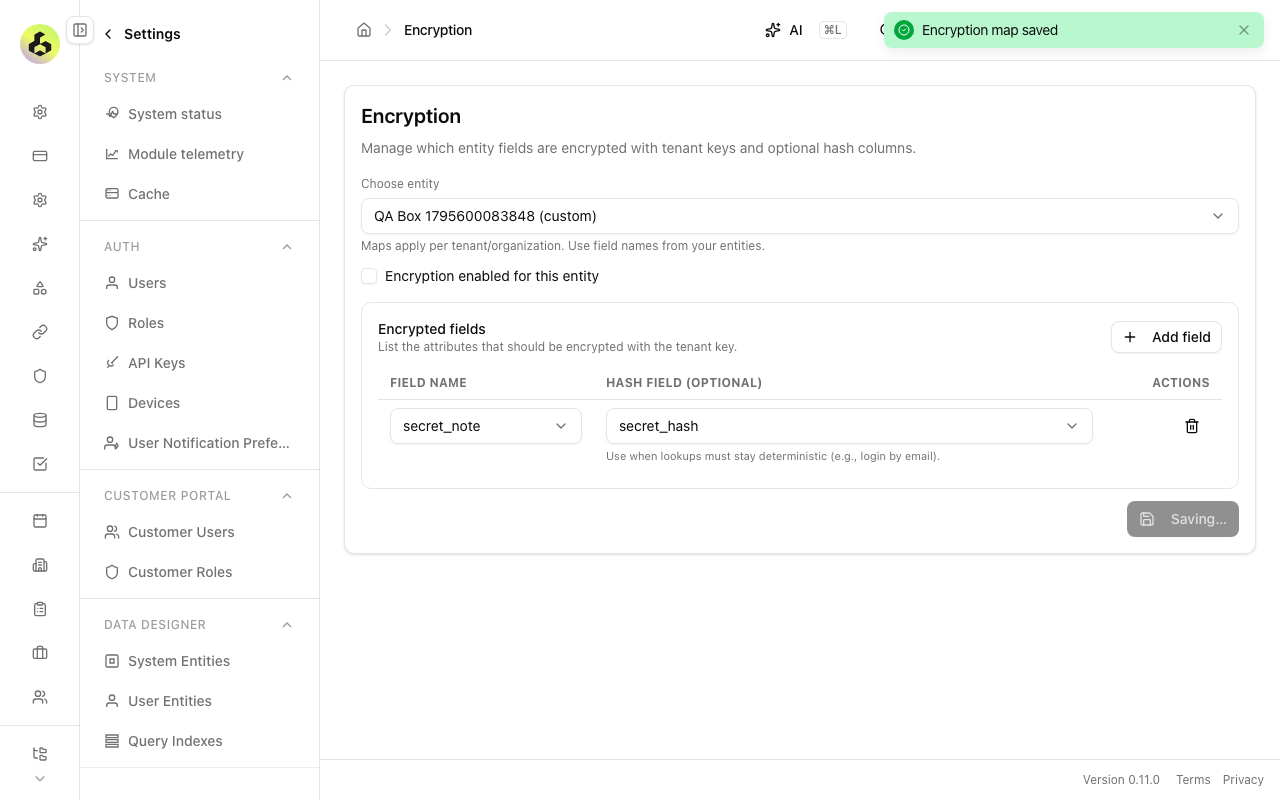 Settings
SYSTEM
System status
Module telemetry
Cache
AUTH
Users
Roles
API Keys
Devices
User Notification Prefe...
CUSTOMER PORTAL
Customer Users
Customer Roles
DATA DESIGNER
System Entities
User Entities
Query Indexes
Encryption
AI
⌘L
Encryption map saved
Encryption
Manage which entity fields are encrypted with tenant keys and optional hash columns.
Choose entity
QA Box 1795600083848 (custom)
Maps apply per tenant/organization. Use field names from your entities.
Encryption enabled for this entity
Encrypted fields
List the attributes that should be encrypted with the tenant key.
Add field
FIELD NAME
HASH FIELD (OPTIONAL)
ACTIONS
secret_note
secret_hash
Use when lookups must stay deterministic (e.g., login by email).
Saving...
Version 0.11.0
Terms
Privacy